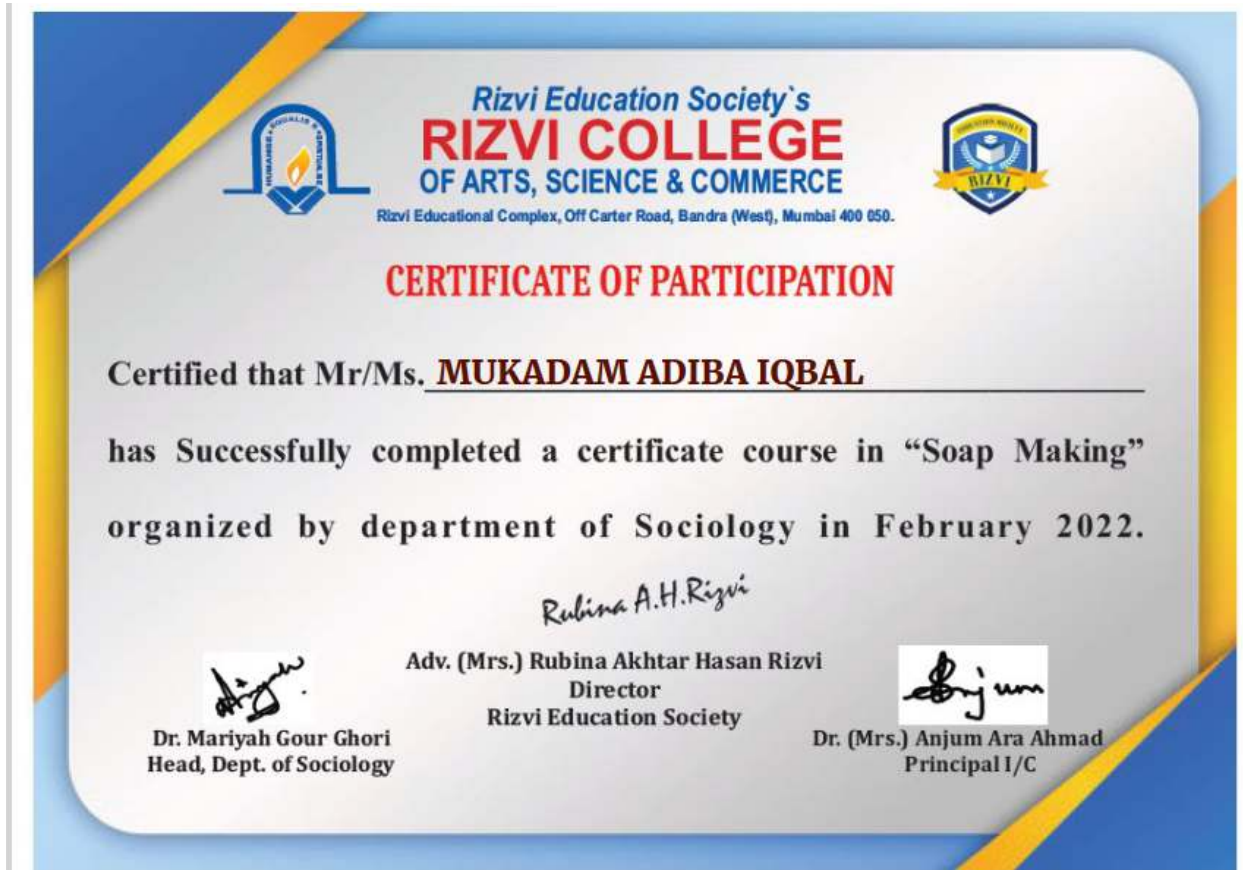 Rizvi Education Society`s
RIZVI COLLEGE
OF ARTS, SCIENCE & COMMERCE
Rizvi Educational Complex, Off Carter Road, Bandra (West), Mumbai 400 050.
RIZVI
CERTIFICATE OF PARTICIPATION
Certified that Mr/Ms. MUKADAM ADIBA IQBAL
has Successfully completed a certificate course in “Soap Making”
organized by department of Sociology in February 2022.
Rubina A.H.Rizvi
Adv. (Mrs.) Rubina Akhtar Hasan Rizvi
Director
Rizvi Education Society
Dr. Mariyah Gour Ghori
Head, Dept. of Sociology
Anjum
Dr. (Mrs.) Anjum Ara Ahmad
Principal I/C